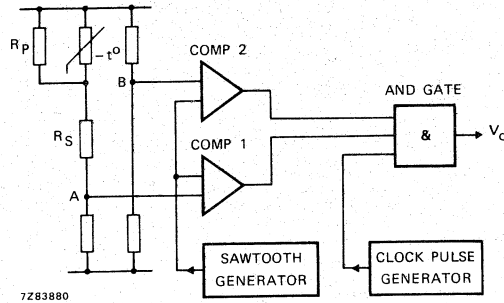 COMP 2
R_P
-t°
B
AND GATE
&
V_o
R_S
COMP 1
A
SAWTOOTH
GENERATOR
CLOCK PULSE
GENERATOR
7Z83880